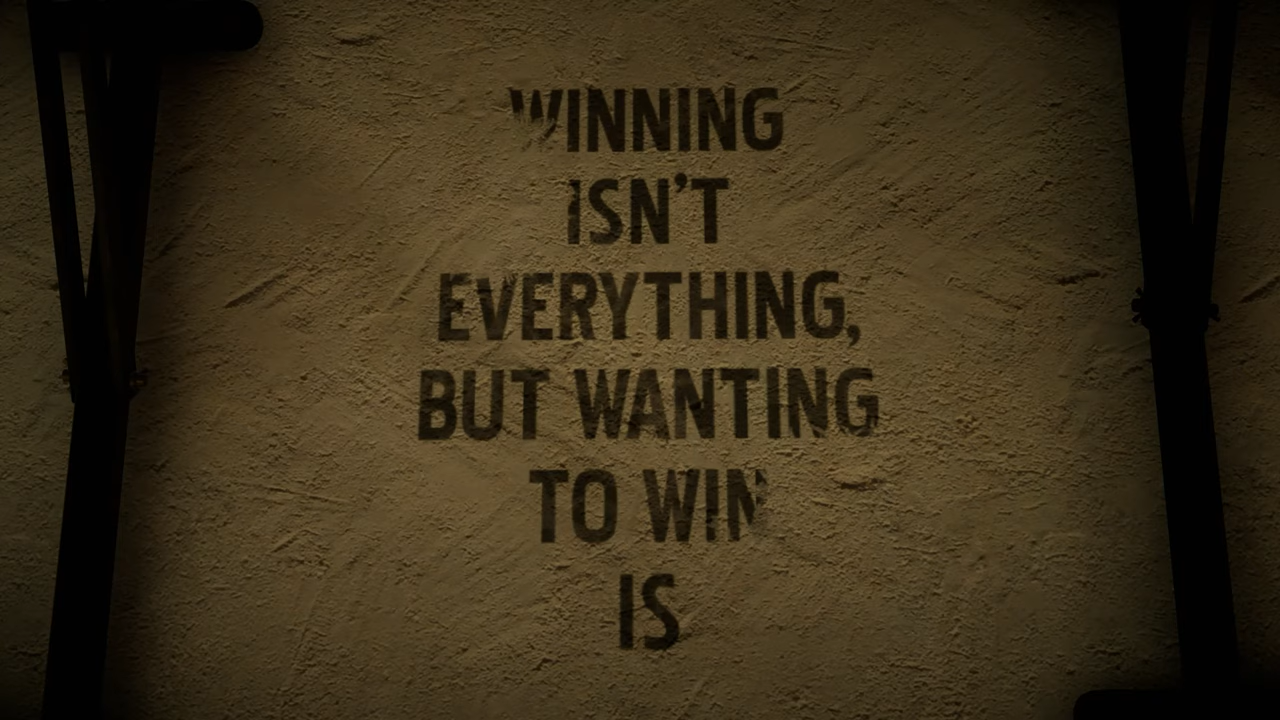 WINNING
ISN'T
EVERYTHING,
BUT WANTING
TO WIN
IS